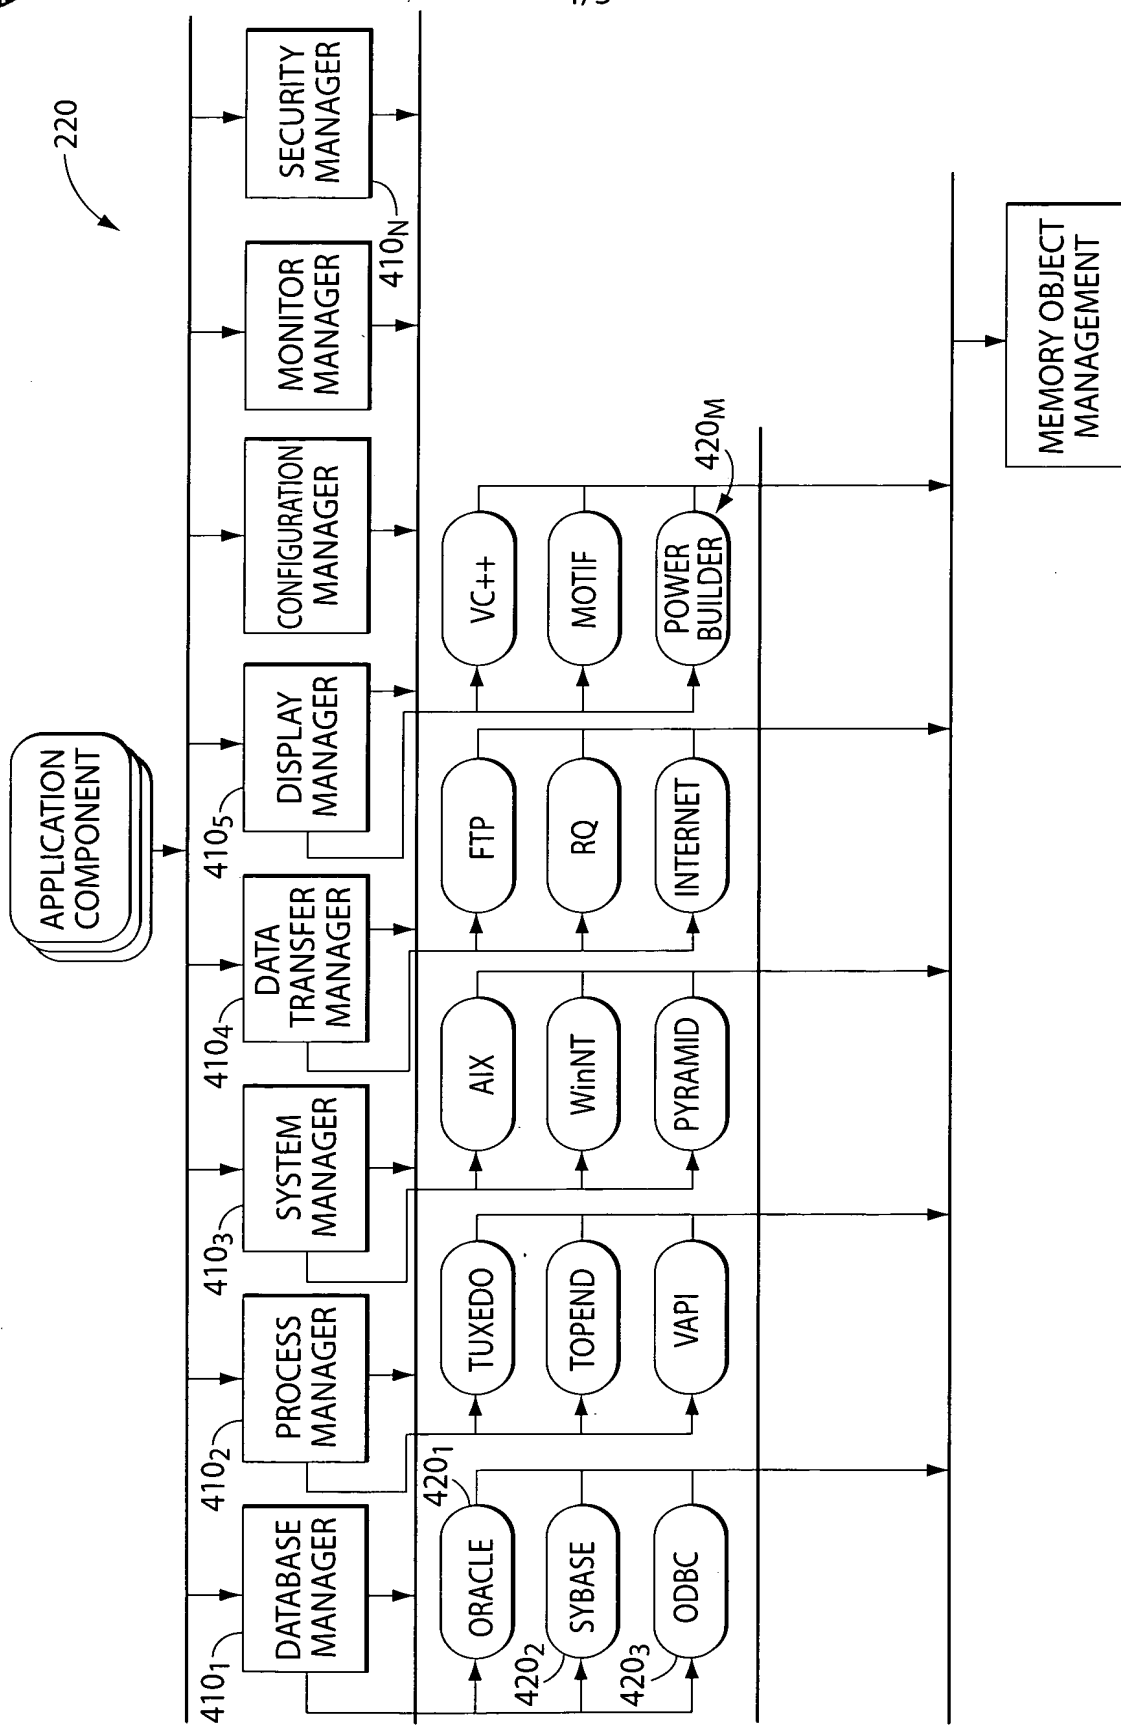 4/5
220
APPLICATION
COMPONENT
410₁
DATABASE
MANAGER
410₂
PROCESS
MANAGER
410₃
SYSTEM
MANAGER
410₄
DATA
TRANSFER
MANAGER
410₅
DISPLAY
MANAGER
CONFIGURATION
MANAGER
MONITOR
MANAGER
SECURITY
MANAGER
410N
420₁
ORACLE
TUXEDO
AIX
FTP
VC++
420₂
SYBASE
TOPEND
WinNT
RQ
MOTIF
420₃
ODBC
VAPI
PYRAMID
INTERNET
POWER
BUILDER
420M
MEMORY OBJECT
MANAGEMENT